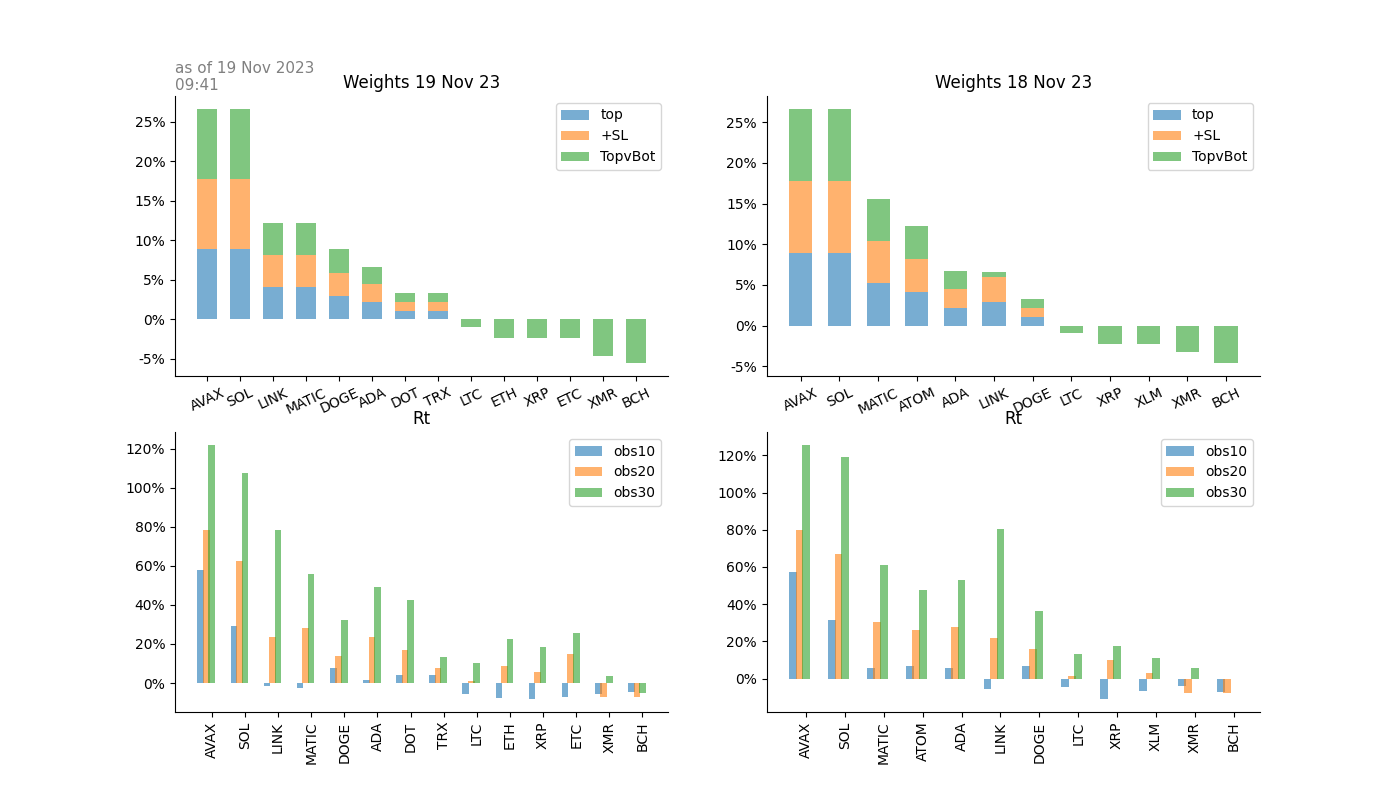 as of 19 Nov 2023
09:41
Weights 19 Nov 23
25%
20%
15%
10%
5%
0%
-5%
top
+SL
TopvBot
AVAX SOL LINK MATIC DOGE ADA DOT TRX LTC ETH XRP ETC XMR BCH
Weights 18 Nov 23
25%
20%
15%
10%
5%
0%
-5%
top
+SL
TopvBot
AVAX SOL MATIC ATOM ADA LINK DOGE LTC XRP XLM XMR BCH
Rt
120%
100%
80%
60%
40%
20%
0%
obs10
obs20
obs30
AVAX SOL LINK MATIC DOGE ADA DOT TRX LTC ETH XRP ETC XMR BCH
Rt
120%
100%
80%
60%
40%
20%
0%
obs10
obs20
obs30
AVAX SOL MATIC ATOM ADA LINK DOGE LTC XRP XLM XMR BCH